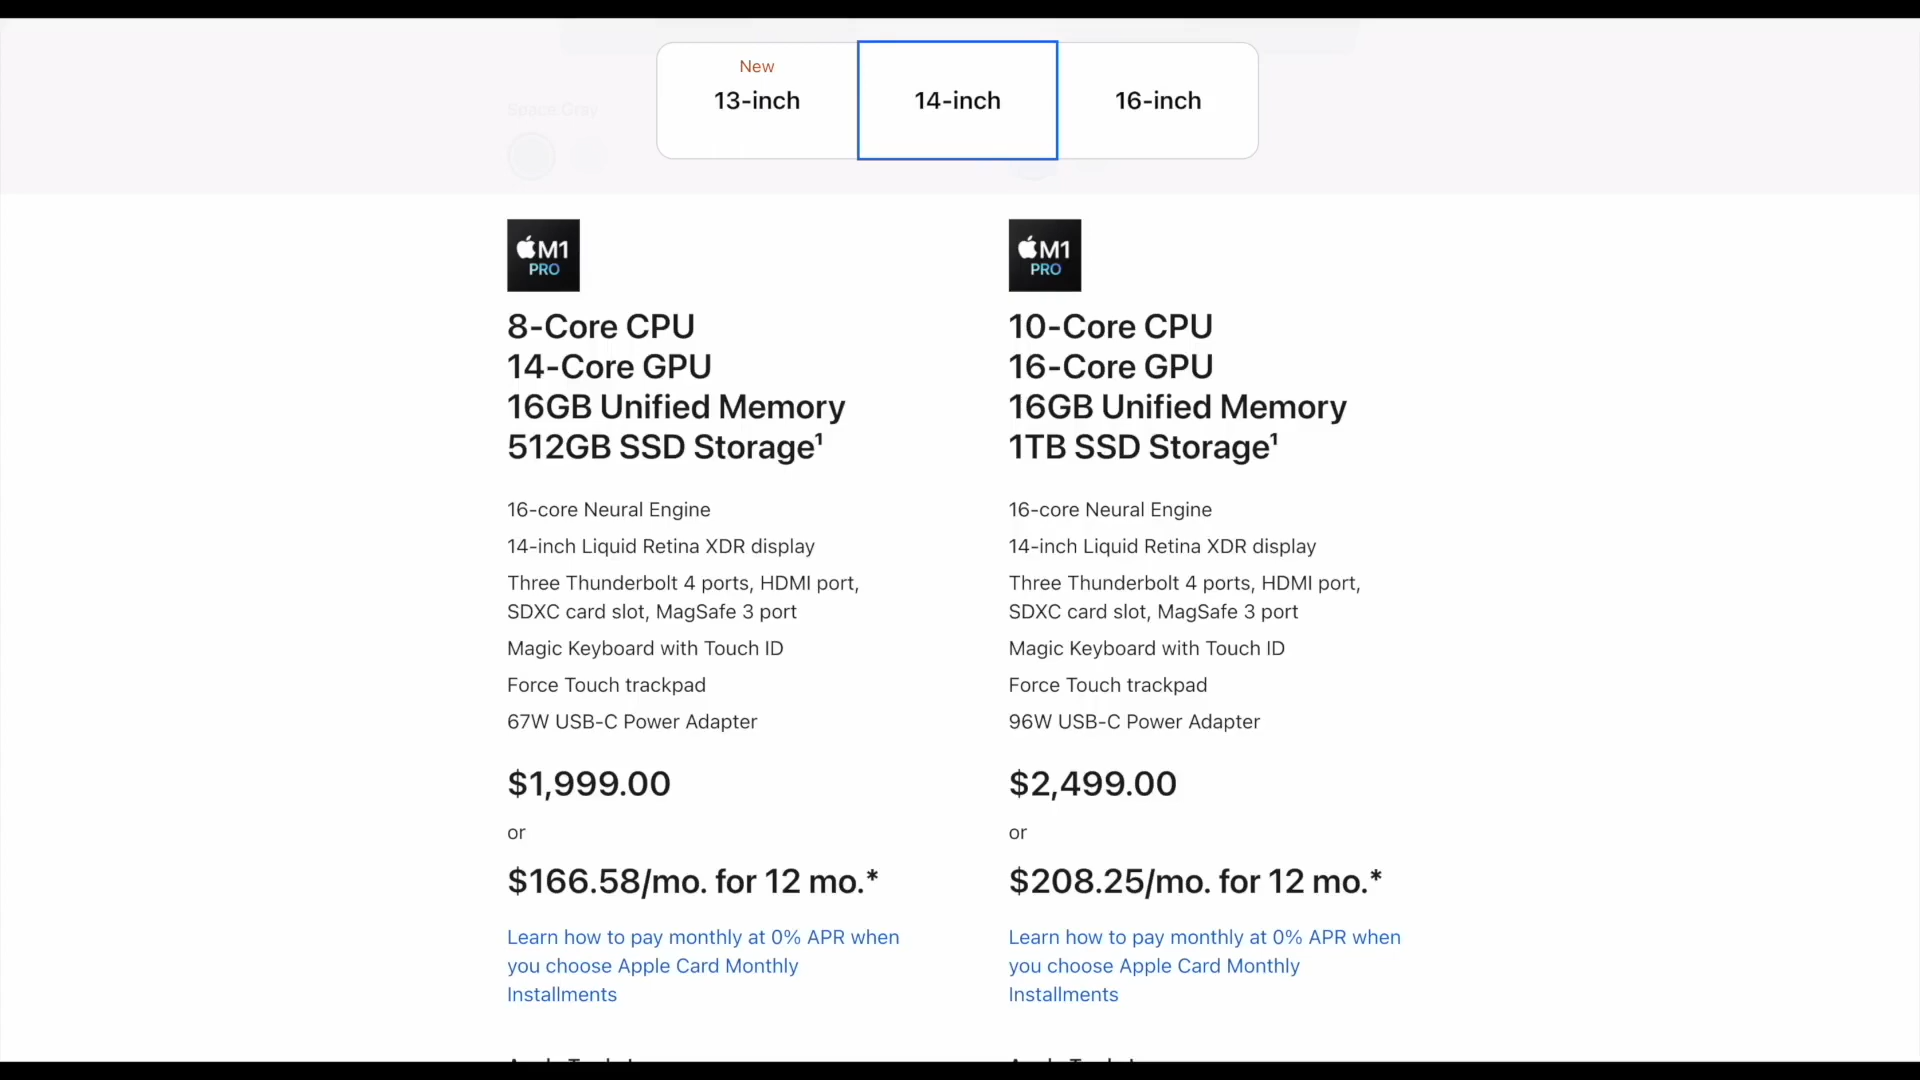 New
13-inch
14-inch
16-inch
Space Gray
M1
PRO
8-Core CPU
14-Core GPU
16GB Unified Memory
512GB SSD Storage¹
16-core Neural Engine
14-inch Liquid Retina XDR display
Three Thunderbolt 4 ports, HDMI port,
SDXC card slot, MagSafe 3 port
Magic Keyboard with Touch ID
Force Touch trackpad
67W USB-C Power Adapter
$1,999.00
or
$166.58/mo. for 12 mo.*
Learn how to pay monthly at 0% APR when
you choose Apple Card Monthly
Installments
M1
PRO
10-Core CPU
16-Core GPU
16GB Unified Memory
1TB SSD Storage¹
16-core Neural Engine
14-inch Liquid Retina XDR display
Three Thunderbolt 4 ports, HDMI port,
SDXC card slot, MagSafe 3 port
Magic Keyboard with Touch ID
Force Touch trackpad
96W USB-C Power Adapter
$2,499.00
or
$208.25/mo. for 12 mo.*
Learn how to pay monthly at 0% APR when
you choose Apple Card Monthly
Installments